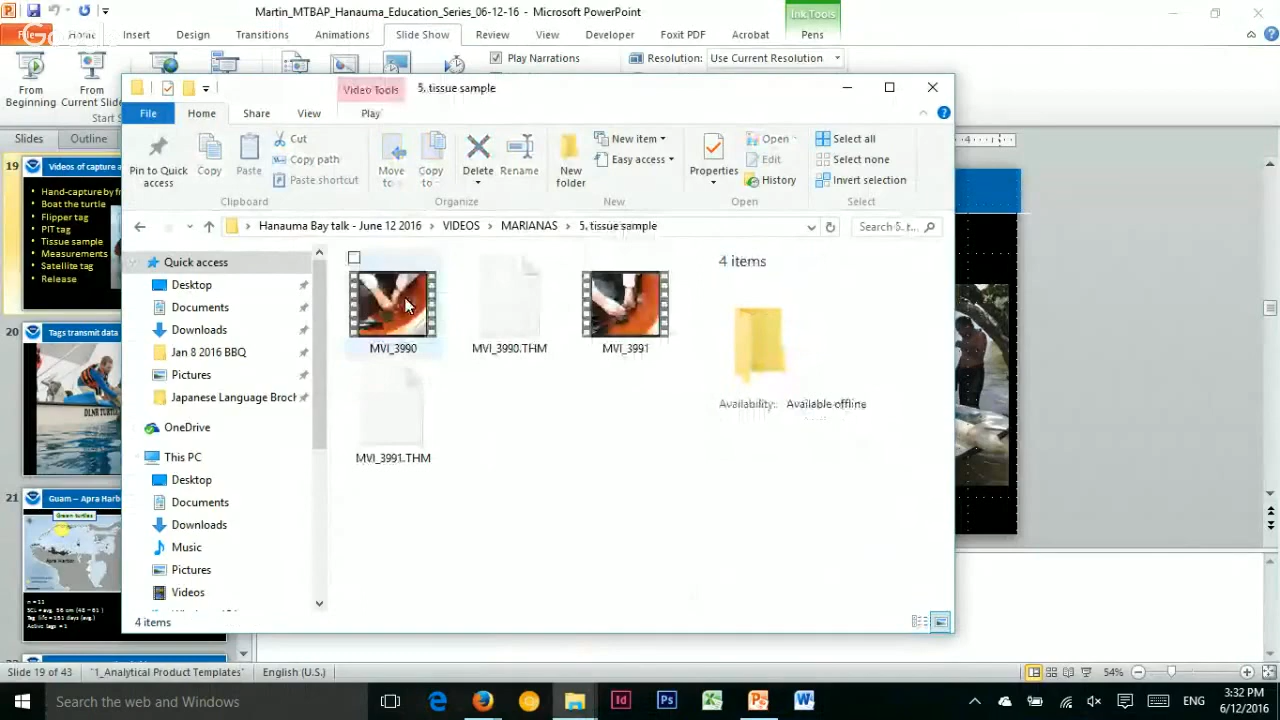 Martin_MTBAP_Hanauma_Education_Series_06-12-16 - Microsoft PowerPoint
Ink Tools
Home Insert Design Transitions Animations Slide Show Review View Developer Foxit PDF Acrobat Pens
From Beginning
From Current Slide
Play Narrations
Resolution: Use Current Resolution
Video Tools
5. tissue sample
File Home Share View Play
Pin to Quick access
Copy
Paste
Cut
Copy path
Paste shortcut
Clipboard
Move to
Copy to
Delete
Rename
Organize
New folder
New item
Easy access
New
Properties
Open
Edit
History
Open
Select all
Select none
Invert selection
Select
Hanauma Bay talk - June 12 2016 VIDEOS MARIANAS 5. tissue sample
Quick access
Desktop
Documents
Downloads
Jan 8 2016 BBQ
Pictures
Japanese Language Broch
OneDrive
This PC
Desktop
Documents
Downloads
Music
Pictures
Videos
MVI_3990
MVI_3990.THM
MVI_3991
MVI_3991.THM
4 items
Availability: Available offline
4 items
Slides Outline
19
Videos of capture a
• Hand-capture by fr
• Boat the turtle
• Flipper tag
• PIT tag
• Tissue sample
• Measurements
• Satellite tag
• Release
20
Tags transmit data
DLNR TURTLE
21
Guam – Apra Harb
Green turtles
Apra Harbor
n = 11
Slide 19 of 43 "1_Analytical Product Templates" English (U.S.) 54%
Search the web and Windows
ENG
3:32 PM
6/12/2016